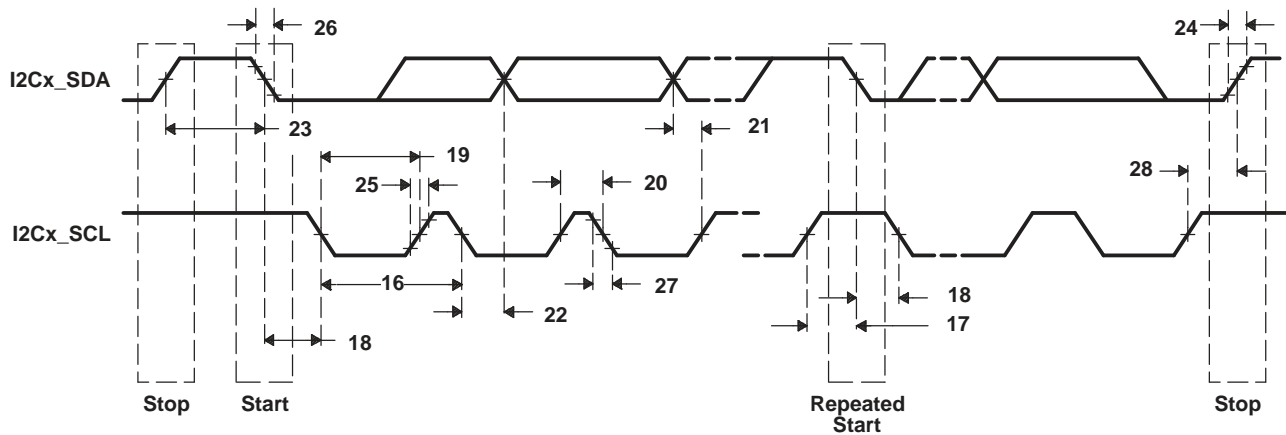 26
24
I2Cx_SDA
23
21
19
28
25
20
I2Cx_SCL
16
27
18
22
17
18
Stop
Start
Repeated
Start
Stop